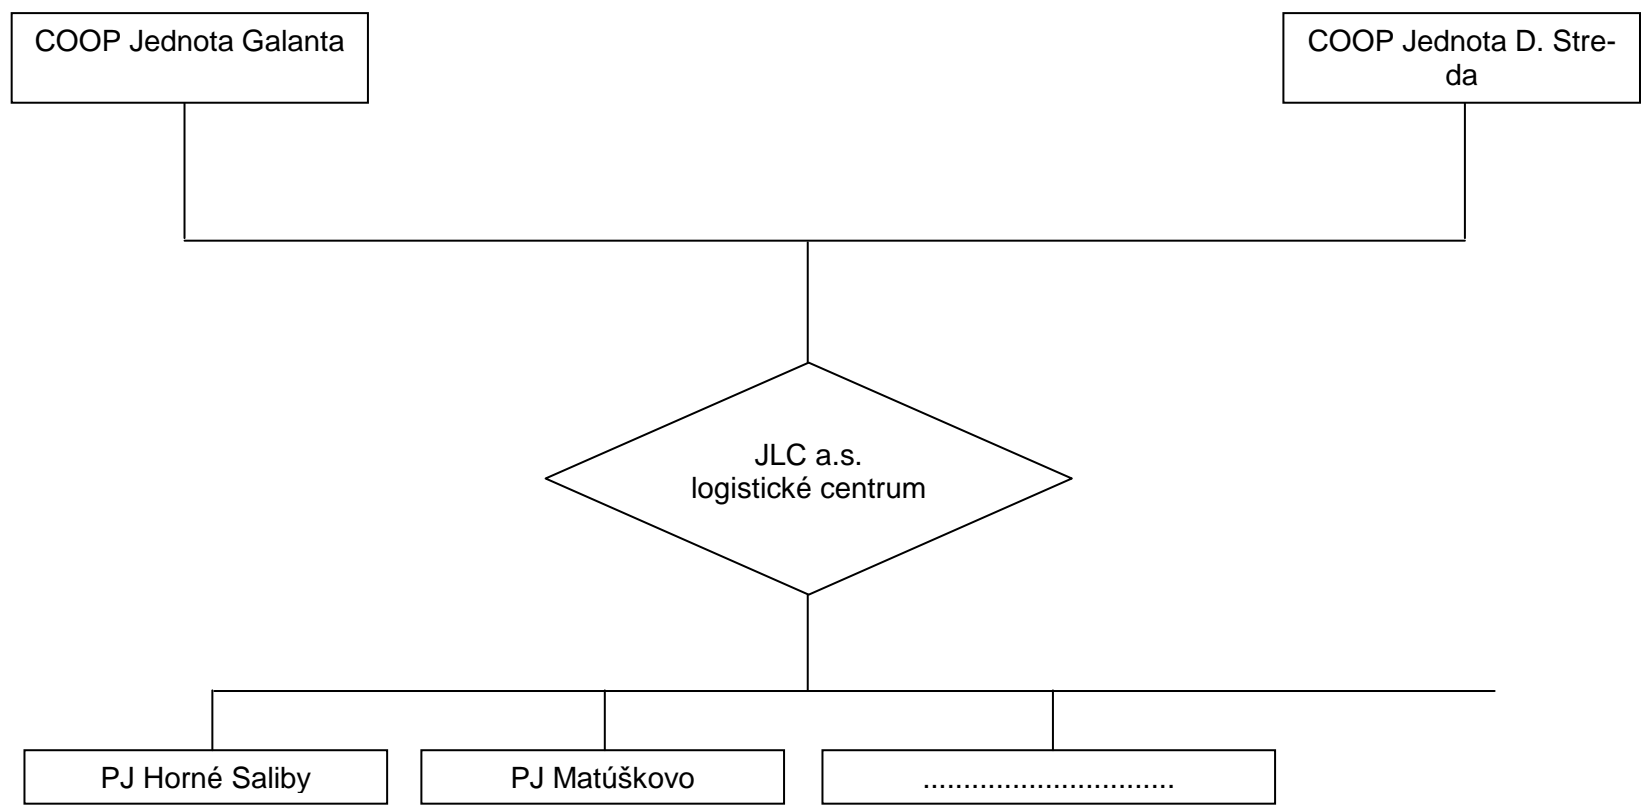 COOP Jednota Galanta
COOP Jednota D. Stre-
da
JLC a.s.
logistické centrum
PJ Horné Saliby
PJ Matúškovo
...............................